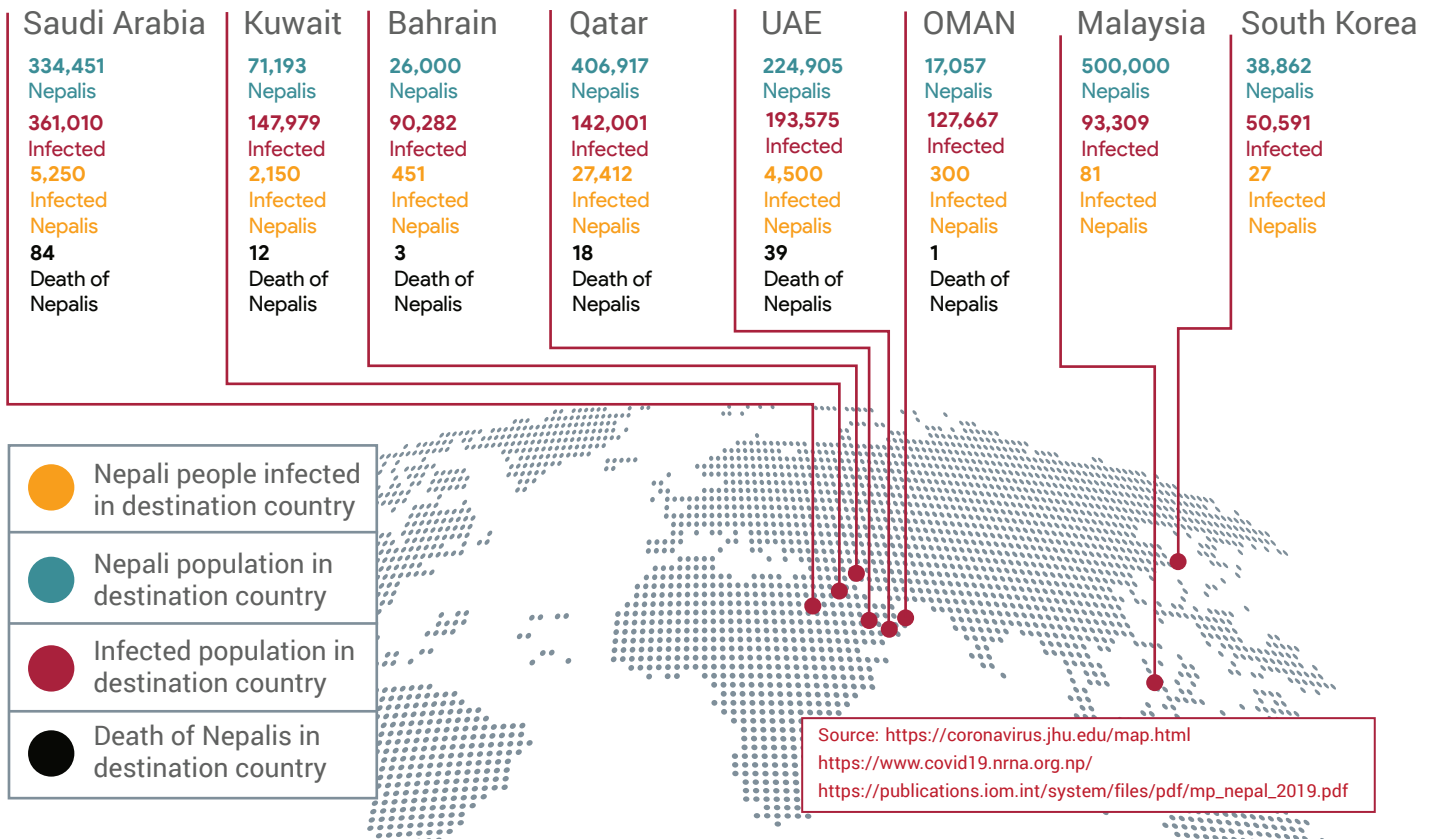 Saudi Arabia
334,451
Nepalis
361,010
Infected
5,250
Infected
Nepalis
84
Death of
Nepalis
Kuwait
71,193
Nepalis
147,979
Infected
2,150
Infected
Nepalis
12
Death of
Nepalis
Bahrain
26,000
Nepalis
90,282
Infected
451
Infected
Nepalis
3
Death of
Nepalis
Qatar
406,917
Nepalis
142,001
Infected
27,412
Infected
Nepalis
18
Death of
Nepalis
UAE
224,905
Nepalis
193,575
Infected
4,500
Infected
Nepalis
39
Death of
Nepalis
OMAN
17,057
Nepalis
127,667
Infected
300
Infected
Nepalis
1
Death of
Nepalis
Malaysia
500,000
Nepalis
93,309
Infected
81
Infected
Nepalis
South Korea
38,862
Nepalis
50,591
Infected
27
Infected
Nepalis
Nepali people infected
in destination country
Nepali population in
destination country
Infected population in
destination country
Death of Nepalis in
destination country
Source: https://coronavirus.jhu.edu/map.html
https://www.covid19.nrna.org.np/
https://publications.iom.int/system/files/pdf/mp_nepal_2019.pdf